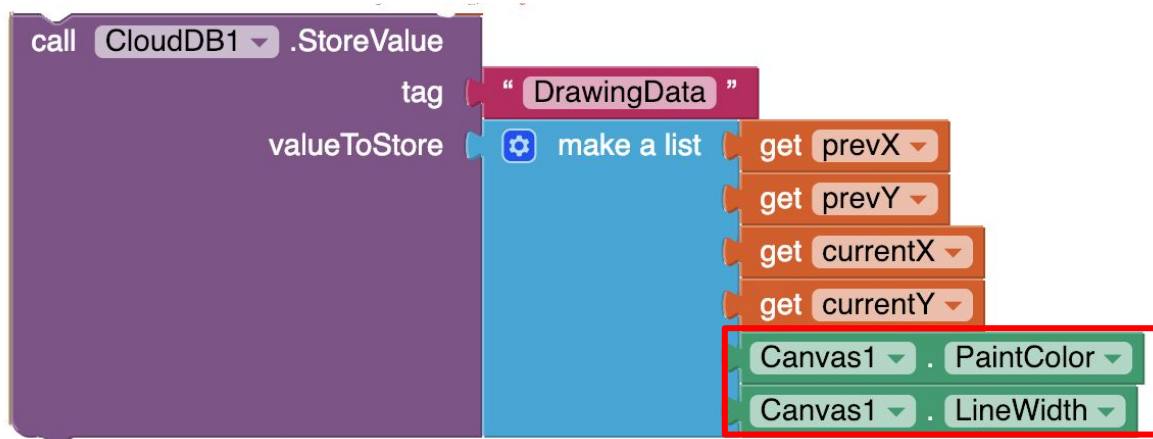 call CloudDB1 .StoreValue
tag " DrawingData "
valueToStore make a list get prevX
get prevY
get currentX
get currentY
Canvas1 . PaintColor
Canvas1 . LineWidth